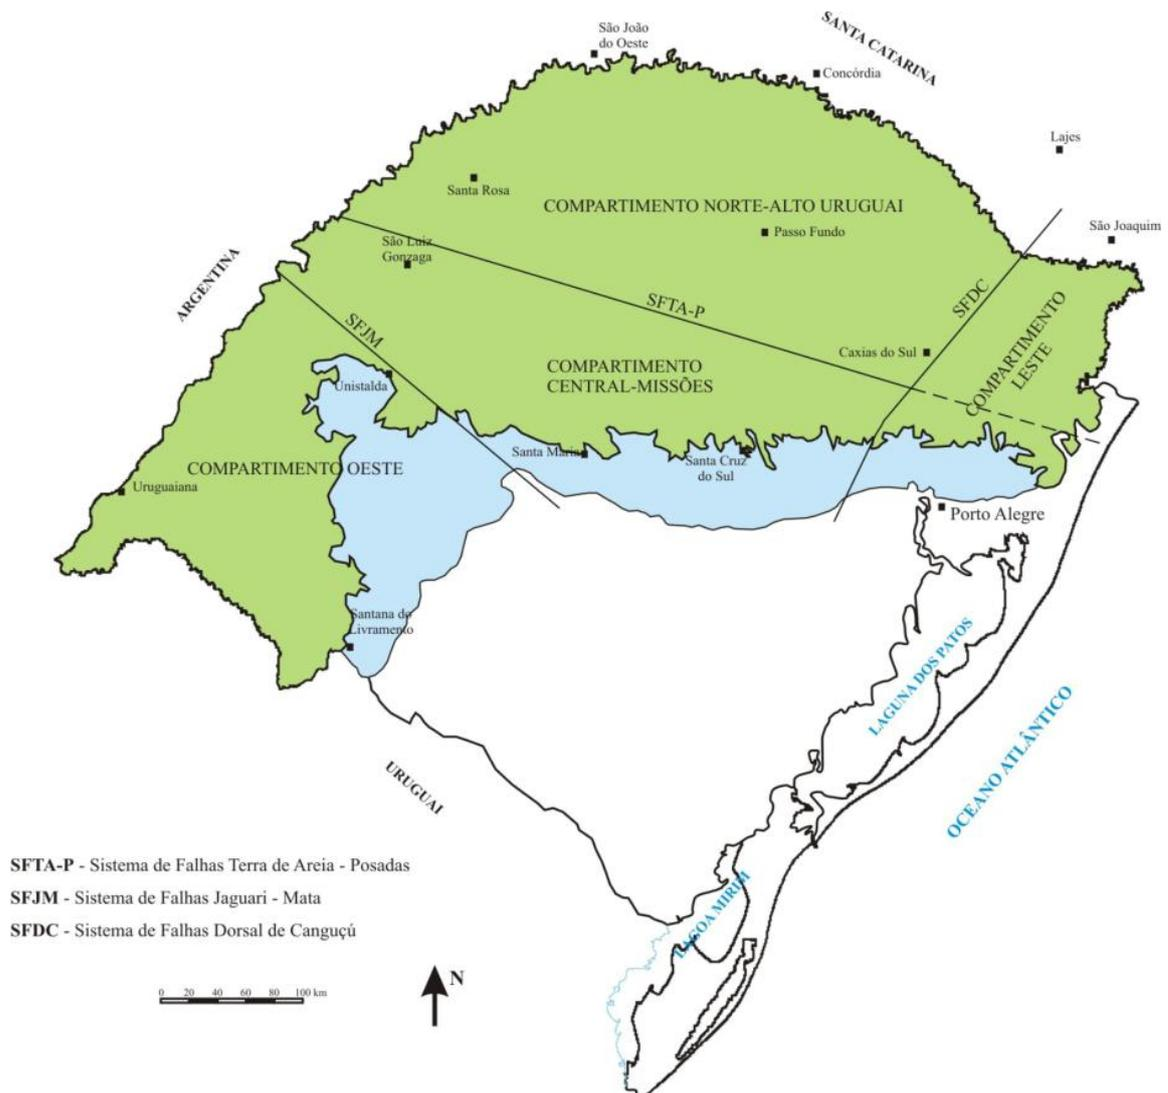 São João
do Oeste
SANTA CATARINA
Concórdia
Lajes
Santa Rosa
COMPARTIMENTO NORTE-ALTO URUGUAI
São Joaquim
Passo Fundo
São Luiz
Gonzaga
ARGENTINA
SFTA-P
SFDC
SFJM
Caxias do Sul
COMPARTIMENTO
LESTE
COMPARTIMENTO
CENTRAL-MISSÕES
Unistalda
Santa Maria
Santa Cruz
do Sul
COMPARTIMENTO OESTE
Uruguaiana
Porto Alegre
Santana do
Livramento
LAGUNA DOS PATOS
OCEANO ATLÂNTICO
URUGUAI
LAGOA MIRIM
SFTA-P - Sistema de Falhas Terra de Areia - Posadas
SFJM - Sistema de Falhas Jaguari - Mata
SFDC - Sistema de Falhas Dorsal de Canguçú
N
0 20 40 60 80 100 km